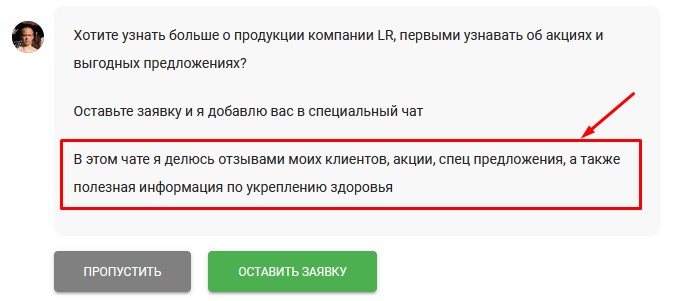 Хотите узнать больше о продукции компании LR, первыми узнавать об акциях и
выгодных предложениях?
Оставьте заявку и я добавлю вас в специальный чат
В этом чате я делюсь отзывами моих клиентов, акции, спец предложения, а также
полезная информация по укреплению здоровья
ПРОПУСТИТЬ
ОСТАВИТЬ ЗАЯВКУ